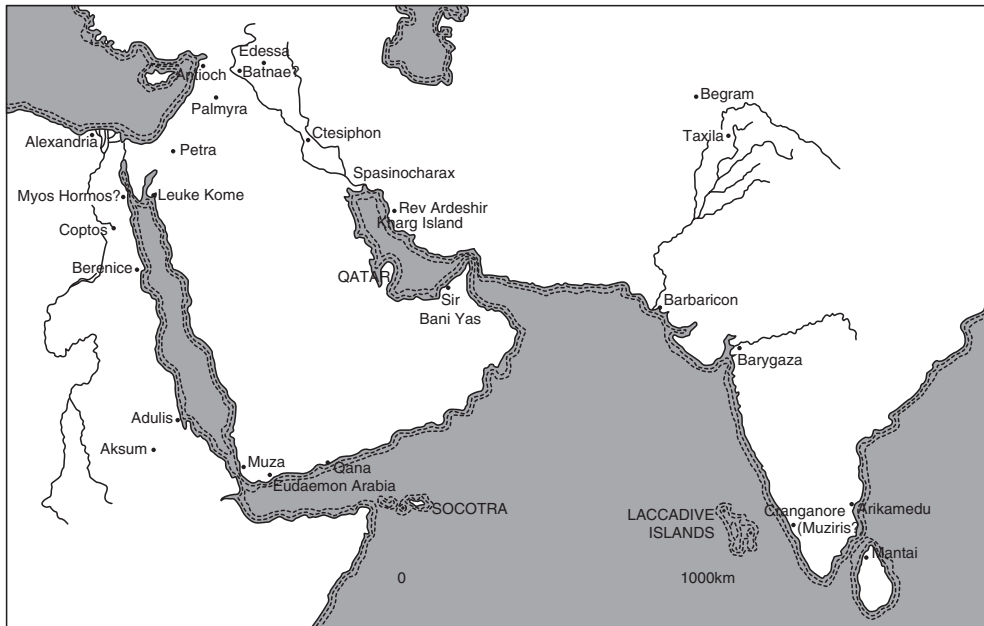 Edessa
Batnae?
Antioch
Palmyra
Begram
Taxila
Ctesiphon
Alexandria
Petra
Spasinocharax
Myos Hormos?
Leuke Kome
Rev Ardeshir
Kharg Island
Coptos
Berenice
QATAR
Sir
Bani Yas
Barbaricon
Barygaza
Adulis
Aksum
Muza
Qana
Eudaemon Arabia
SOCOTRA
LACCADIVE
ISLANDS
Cranganore
(Muziris?
Arikamedu
Mantai
0
1000km